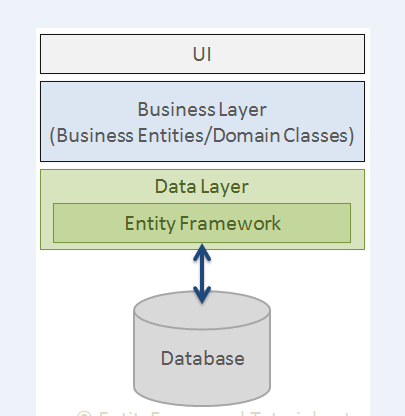 UI
Business Layer
(Business Entities/Domain Classes)
Data Layer
Entity Framework
Database